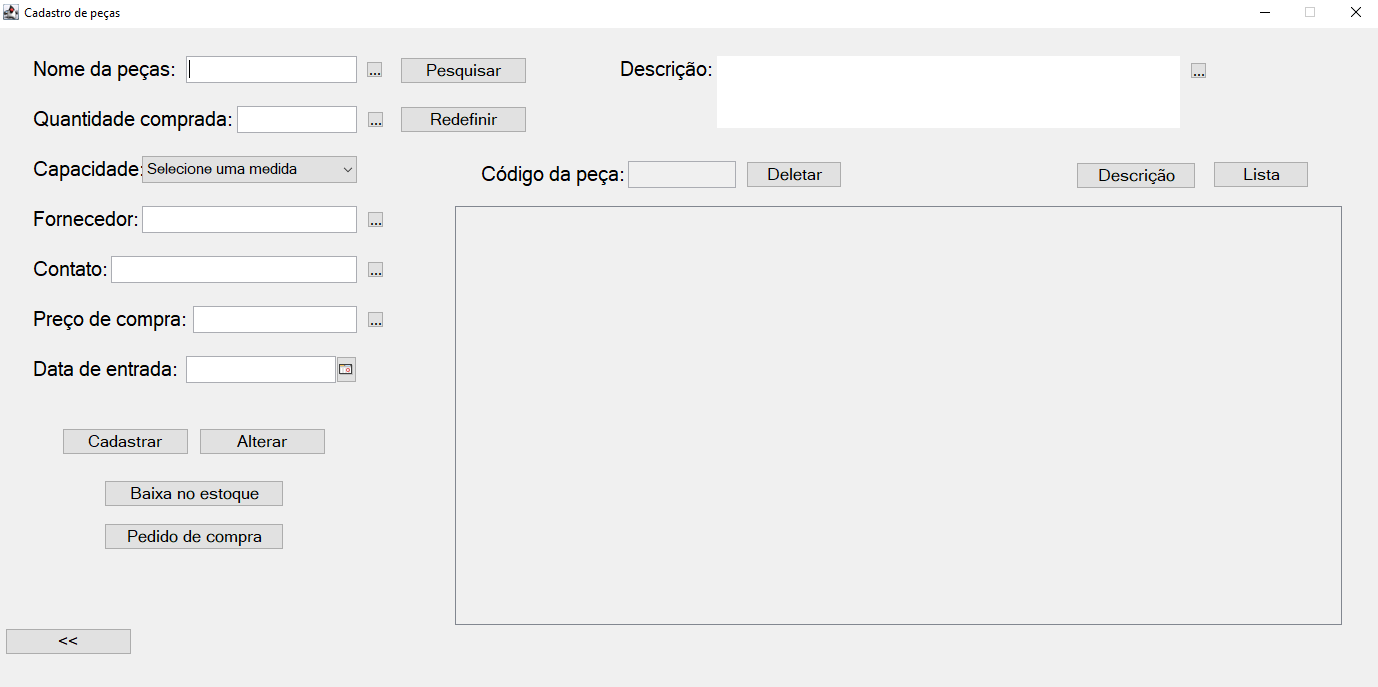 Cadastro de peças
Nome da peças: ... Pesquisar Descrição: ...
Quantidade comprada: ... Redefinir
Capacidade: Selecione uma medida
Código da peça: Deletar Descrição Lista
Fornecedor: ...
Contato: ...
Preço de compra: ...
Data de entrada:
Cadastrar Alterar
Baixa no estoque
Pedido de compra
<<